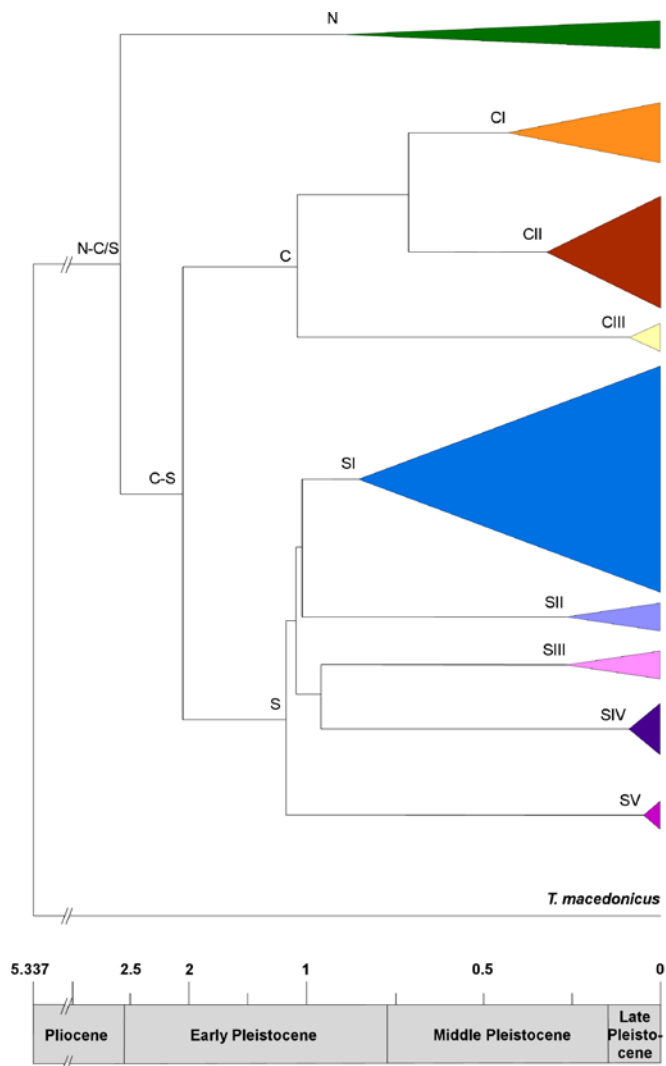 N
CI
CII
N-C/S
C
CIII
SI
C-S
SII
SIII
S
SIV
SV
T. macedonicus
5.337 2.5 2 1 0.5 0
Pliocene Early Pleistocene Middle Pleistocene Late
Pleisto-
cene